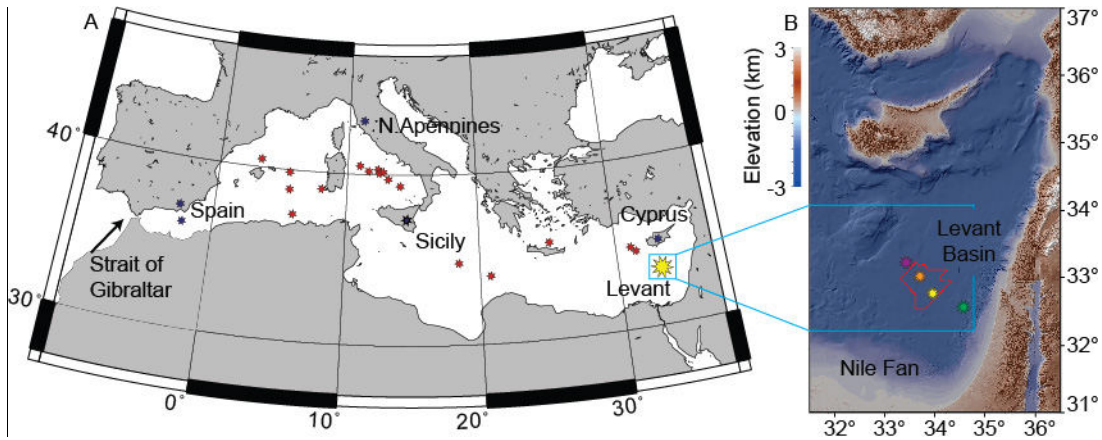 A
40°
30°
N.Apennines
Spain
Strait of
Gibraltar
Sicily
Cyprus
Levant
0°
10°
20°
30°
B
3
0
-3
Elevation (km)
Levant
Basin
Nile Fan
37°
36°
35°
34°
33°
32°
31°
32° 33° 34° 35° 36°